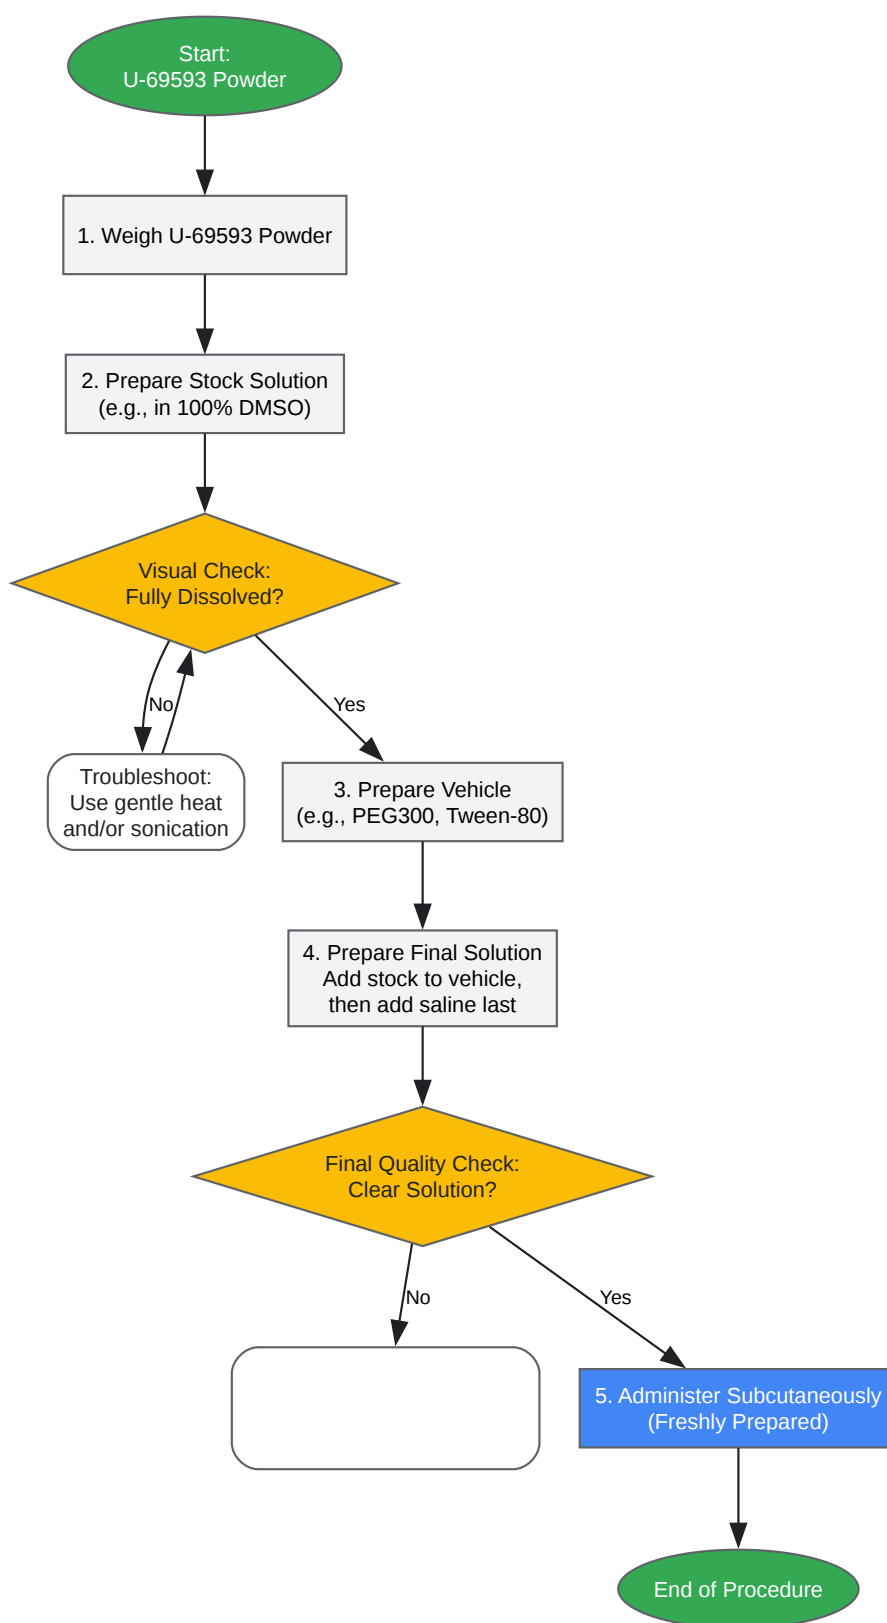 Start:
U-69593 Powder
1. Weigh U-69593 Powder
2. Prepare Stock Solution
(e.g., in 100% DMSO)
Visual Check:
Fully Dissolved?
No
Yes
Troubleshoot:
Use gentle heat
and/or sonication
3. Prepare Vehicle
(e.g., PEG300, Tween-80)
4. Prepare Final Solution
Add stock to vehicle,
then add saline last
Final Quality Check:
Clear Solution?
No
Yes
5. Administer Subcutaneously
(Freshly Prepared)
End of Procedure